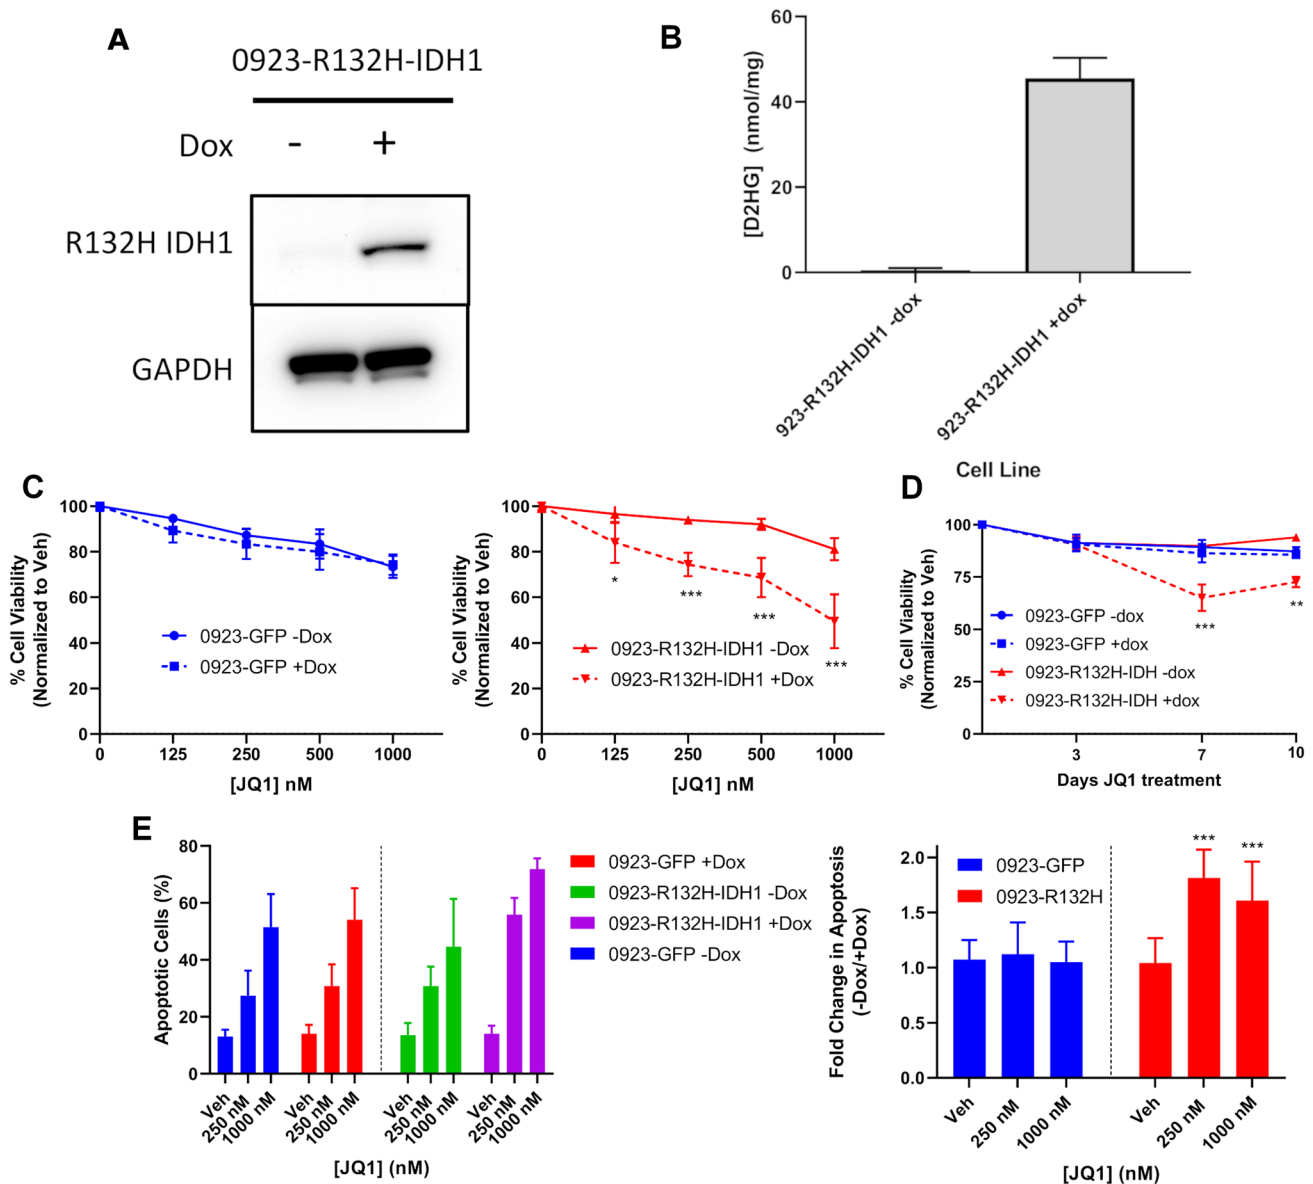 A
0923-R132H-IDH1
Dox - +
R132H IDH1
GAPDH
B
[D2HG] (nmol/mg)
60
40
20
0
923-R132H-IDH1 -dox
923-R132H-IDH1 +dox
Cell Line
C
% Cell Viability
(Normalized to Veh)
100
80
60
40
20
0
0923-GFP -Dox
0923-GFP +Dox
0 125 250 500 1000
[JQ1] nM
% Cell Viability
(Normalized to Veh)
100
80
60
40
20
0
*
***
***
***
0923-R132H-IDH1 -Dox
0923-R132H-IDH1 +Dox
0 125 250 500 1000
[JQ1] nM
D
% Cell Viability
(Normalized to Veh)
100
75
50
25
0
***
**
0923-GFP -dox
0923-GFP +dox
0923-R132H-IDH -dox
0923-R132H-IDH +dox
3 7 10
Days JQ1 treatment
E
Apoptotic Cells (%)
80
60
40
20
0
0923-GFP +Dox
0923-R132H-IDH1 -Dox
0923-R132H-IDH1 +Dox
0923-GFP -Dox
Veh
250 nM
1000 nM
Veh
250 nM
1000 nM
Veh
250 nM
1000 nM
Veh
250 nM
1000 nM
[JQ1] (nM)
Fold Change in Apoptosis
(-Dox/+Dox)
2.0
1.5
1.0
0.5
0.0
0923-GFP
0923-R132H
***
***
Veh
250 nM
1000 nM
Veh
250 nM
1000 nM
[JQ1] (nM)